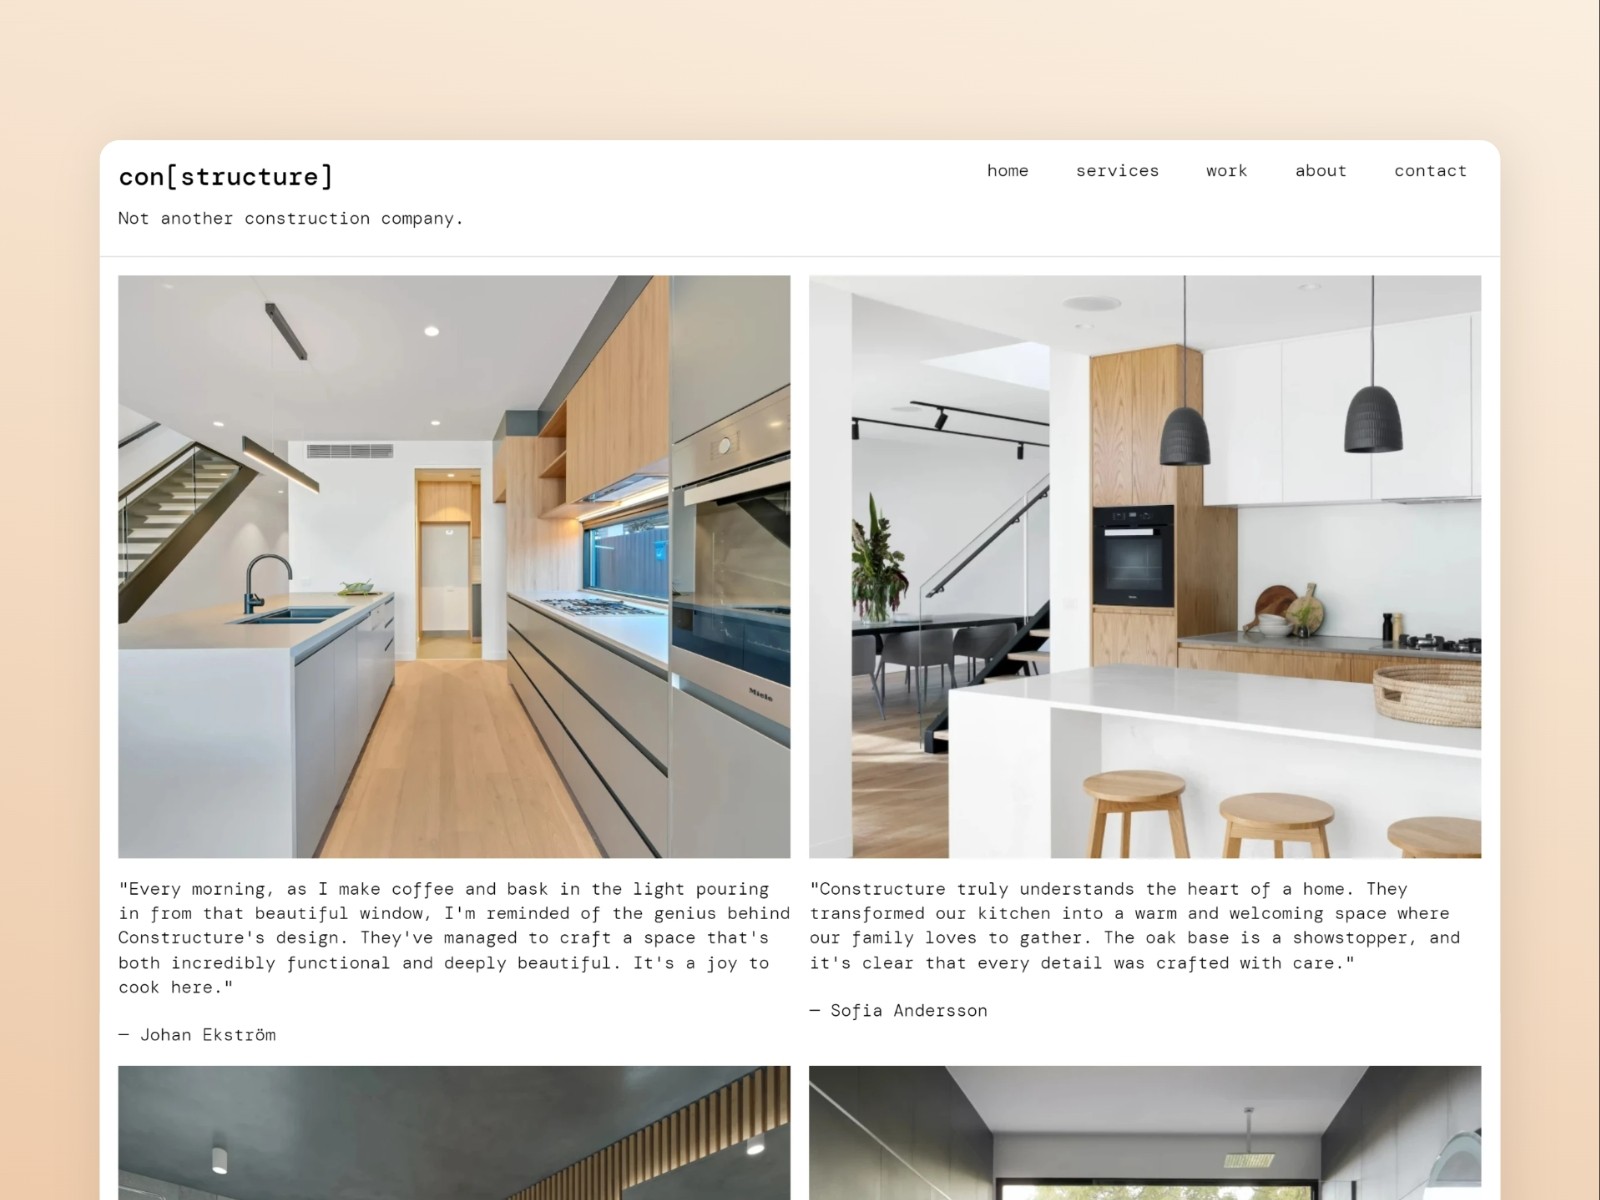 con[structure]
home services work about contact
Not another construction company.
Miele
"Every morning, as I make coffee and bask in the light pouring
in from that beautiful window, I'm reminded of the genius behind
Constructure's design. They've managed to craft a space that's
both incredibly functional and deeply beautiful. It's a joy to
cook here."
— Johan Ekström
"Constructure truly understands the heart of a home. They
transformed our kitchen into a warm and welcoming space where
our family loves to gather. The oak base is a showstopper, and
it's clear that every detail was crafted with care."
— Sofia Andersson